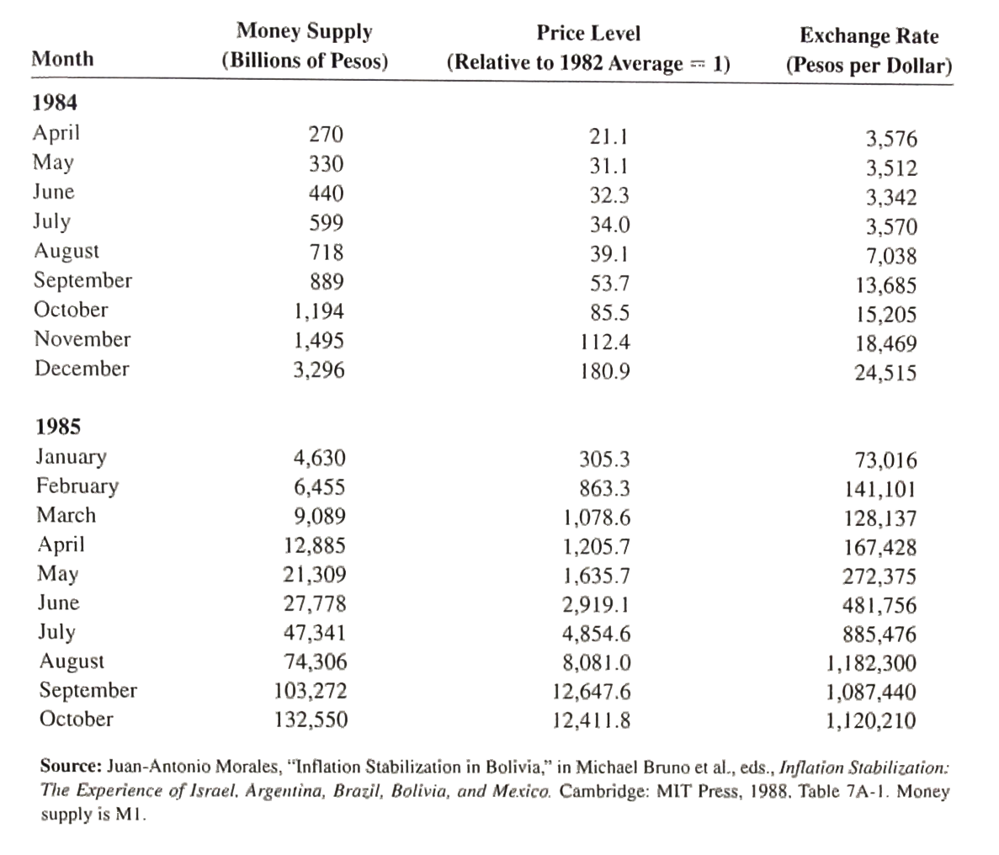 Money Supply Price Level Exchange Rate
Month (Billions of Pesos) (Relative to 1982 Average = 1) (Pesos per Dollar)
1984
April 270 21.1 3,576
May 330 31.1 3,512
June 440 32.3 3,342
July 599 34.0 3,570
August 718 39.1 7,038
September 889 53.7 13,685
October 1,194 85.5 15,205
November 1,495 112.4 18,469
December 3,296 180.9 24,515
1985
January 4,630 305.3 73,016
February 6,455 863.3 141,101
March 9,089 1,078.6 128,137
April 12,885 1,205.7 167,428
May 21,309 1,635.7 272,375
June 27,778 2,919.1 481,756
July 47,341 4,854.6 885,476
August 74,306 8,081.0 1,182,300
September 103,272 12,647.6 1,087,440
October 132,550 12,411.8 1,120,210
Source: Juan-Antonio Morales, “Inflation Stabilization in Bolivia,” in Michael Bruno et al., eds., Inflation Stabilization:
The Experience of Israel, Argentina, Brazil, Bolivia, and Mexico. Cambridge: MIT Press, 1988, Table 7A-1. Money
supply is M1.